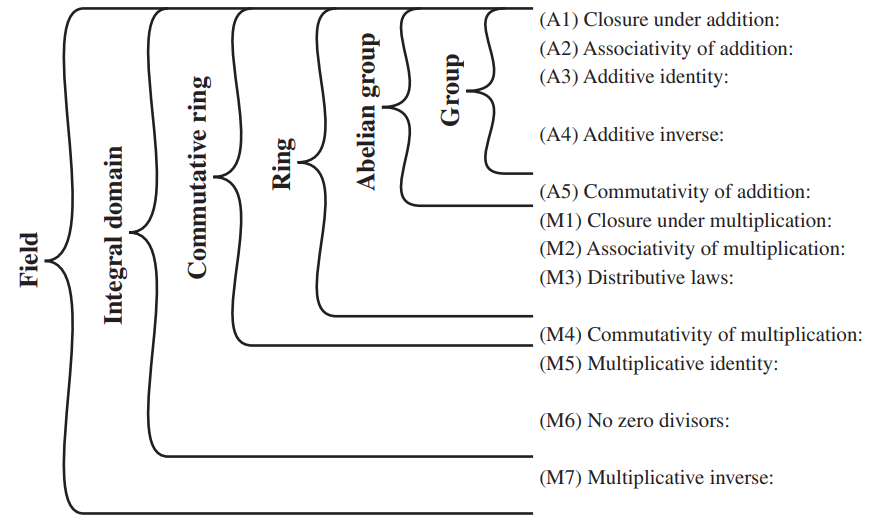 Field
Integral domain
Commutative ring
Ring
Abelian group
Group
(A1) Closure under addition:
(A2) Associativity of addition:
(A3) Additive identity:
(A4) Additive inverse:
(A5) Commutativity of addition:
(M1) Closure under multiplication:
(M2) Associativity of multiplication:
(M3) Distributive laws:
(M4) Commutativity of multiplication:
(M5) Multiplicative identity:
(M6) No zero divisors:
(M7) Multiplicative inverse: